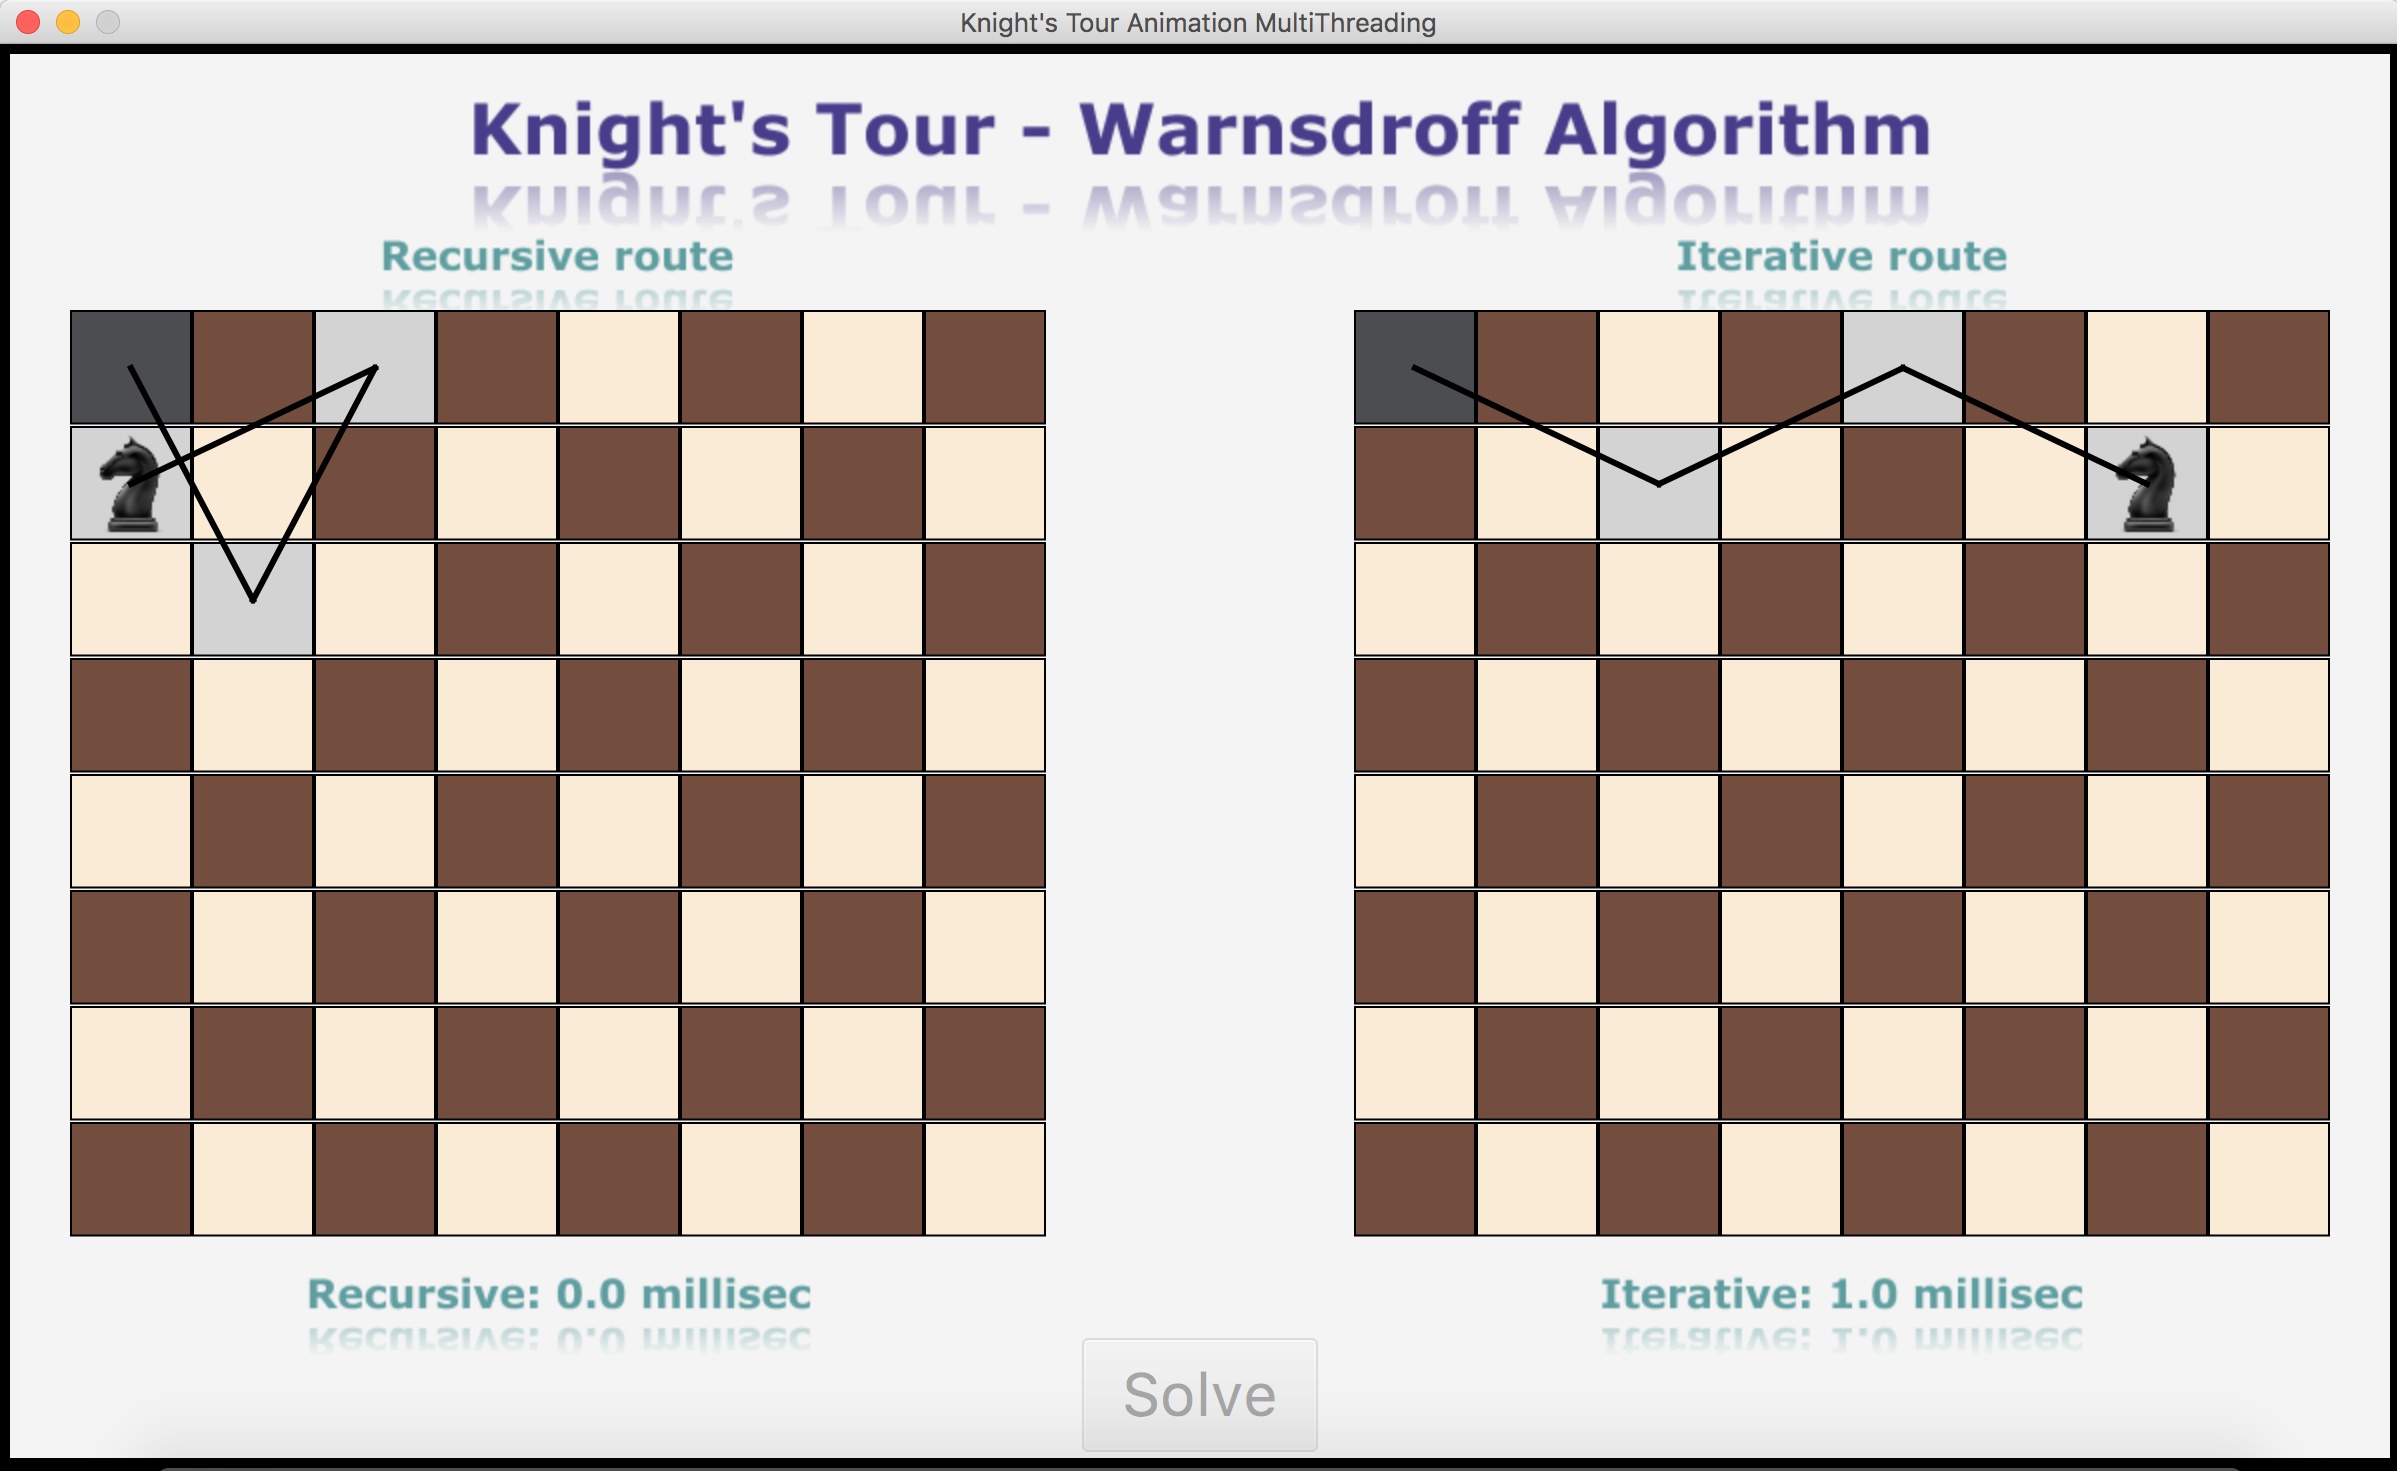 Knight's Tour Animation MultiThreading
Knight's Tour - Warnsdroff Algorithm
Recursive route
Iterative route
Recursive: 0.0 millisec
Iterative: 1.0 millisec
Solve